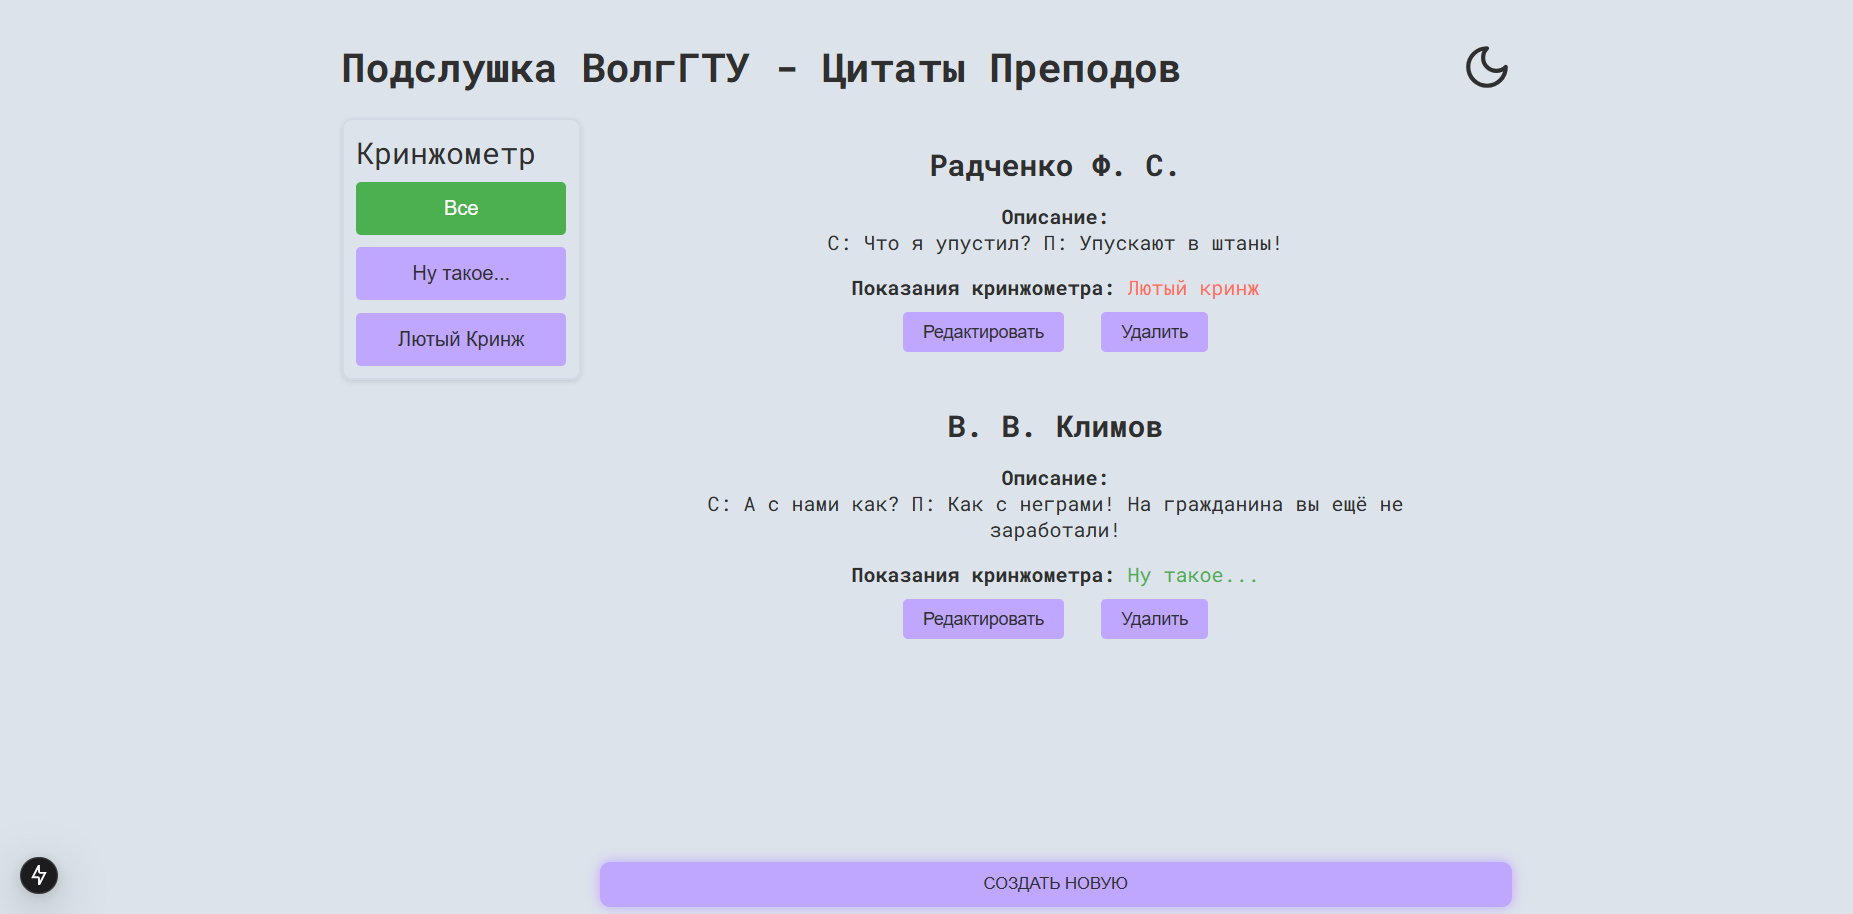 Подслушка ВолгГТУ - Цитаты Преподов
Кринжометр
Все
Ну такое...
Лютый Кринж
Радченко Ф. С.
Описание:
С: Что я упустил? П: Упускают в штаны!
Показания кринжометра: Лютый кринж
Редактировать Удалить
В. В. Климов
Описание:
С: А с нами как? П: Как с неграми! На гражданина вы ещё не
заработали!
Показания кринжометра: Ну такое...
Редактировать Удалить
СОЗДАТЬ НОВУЮ